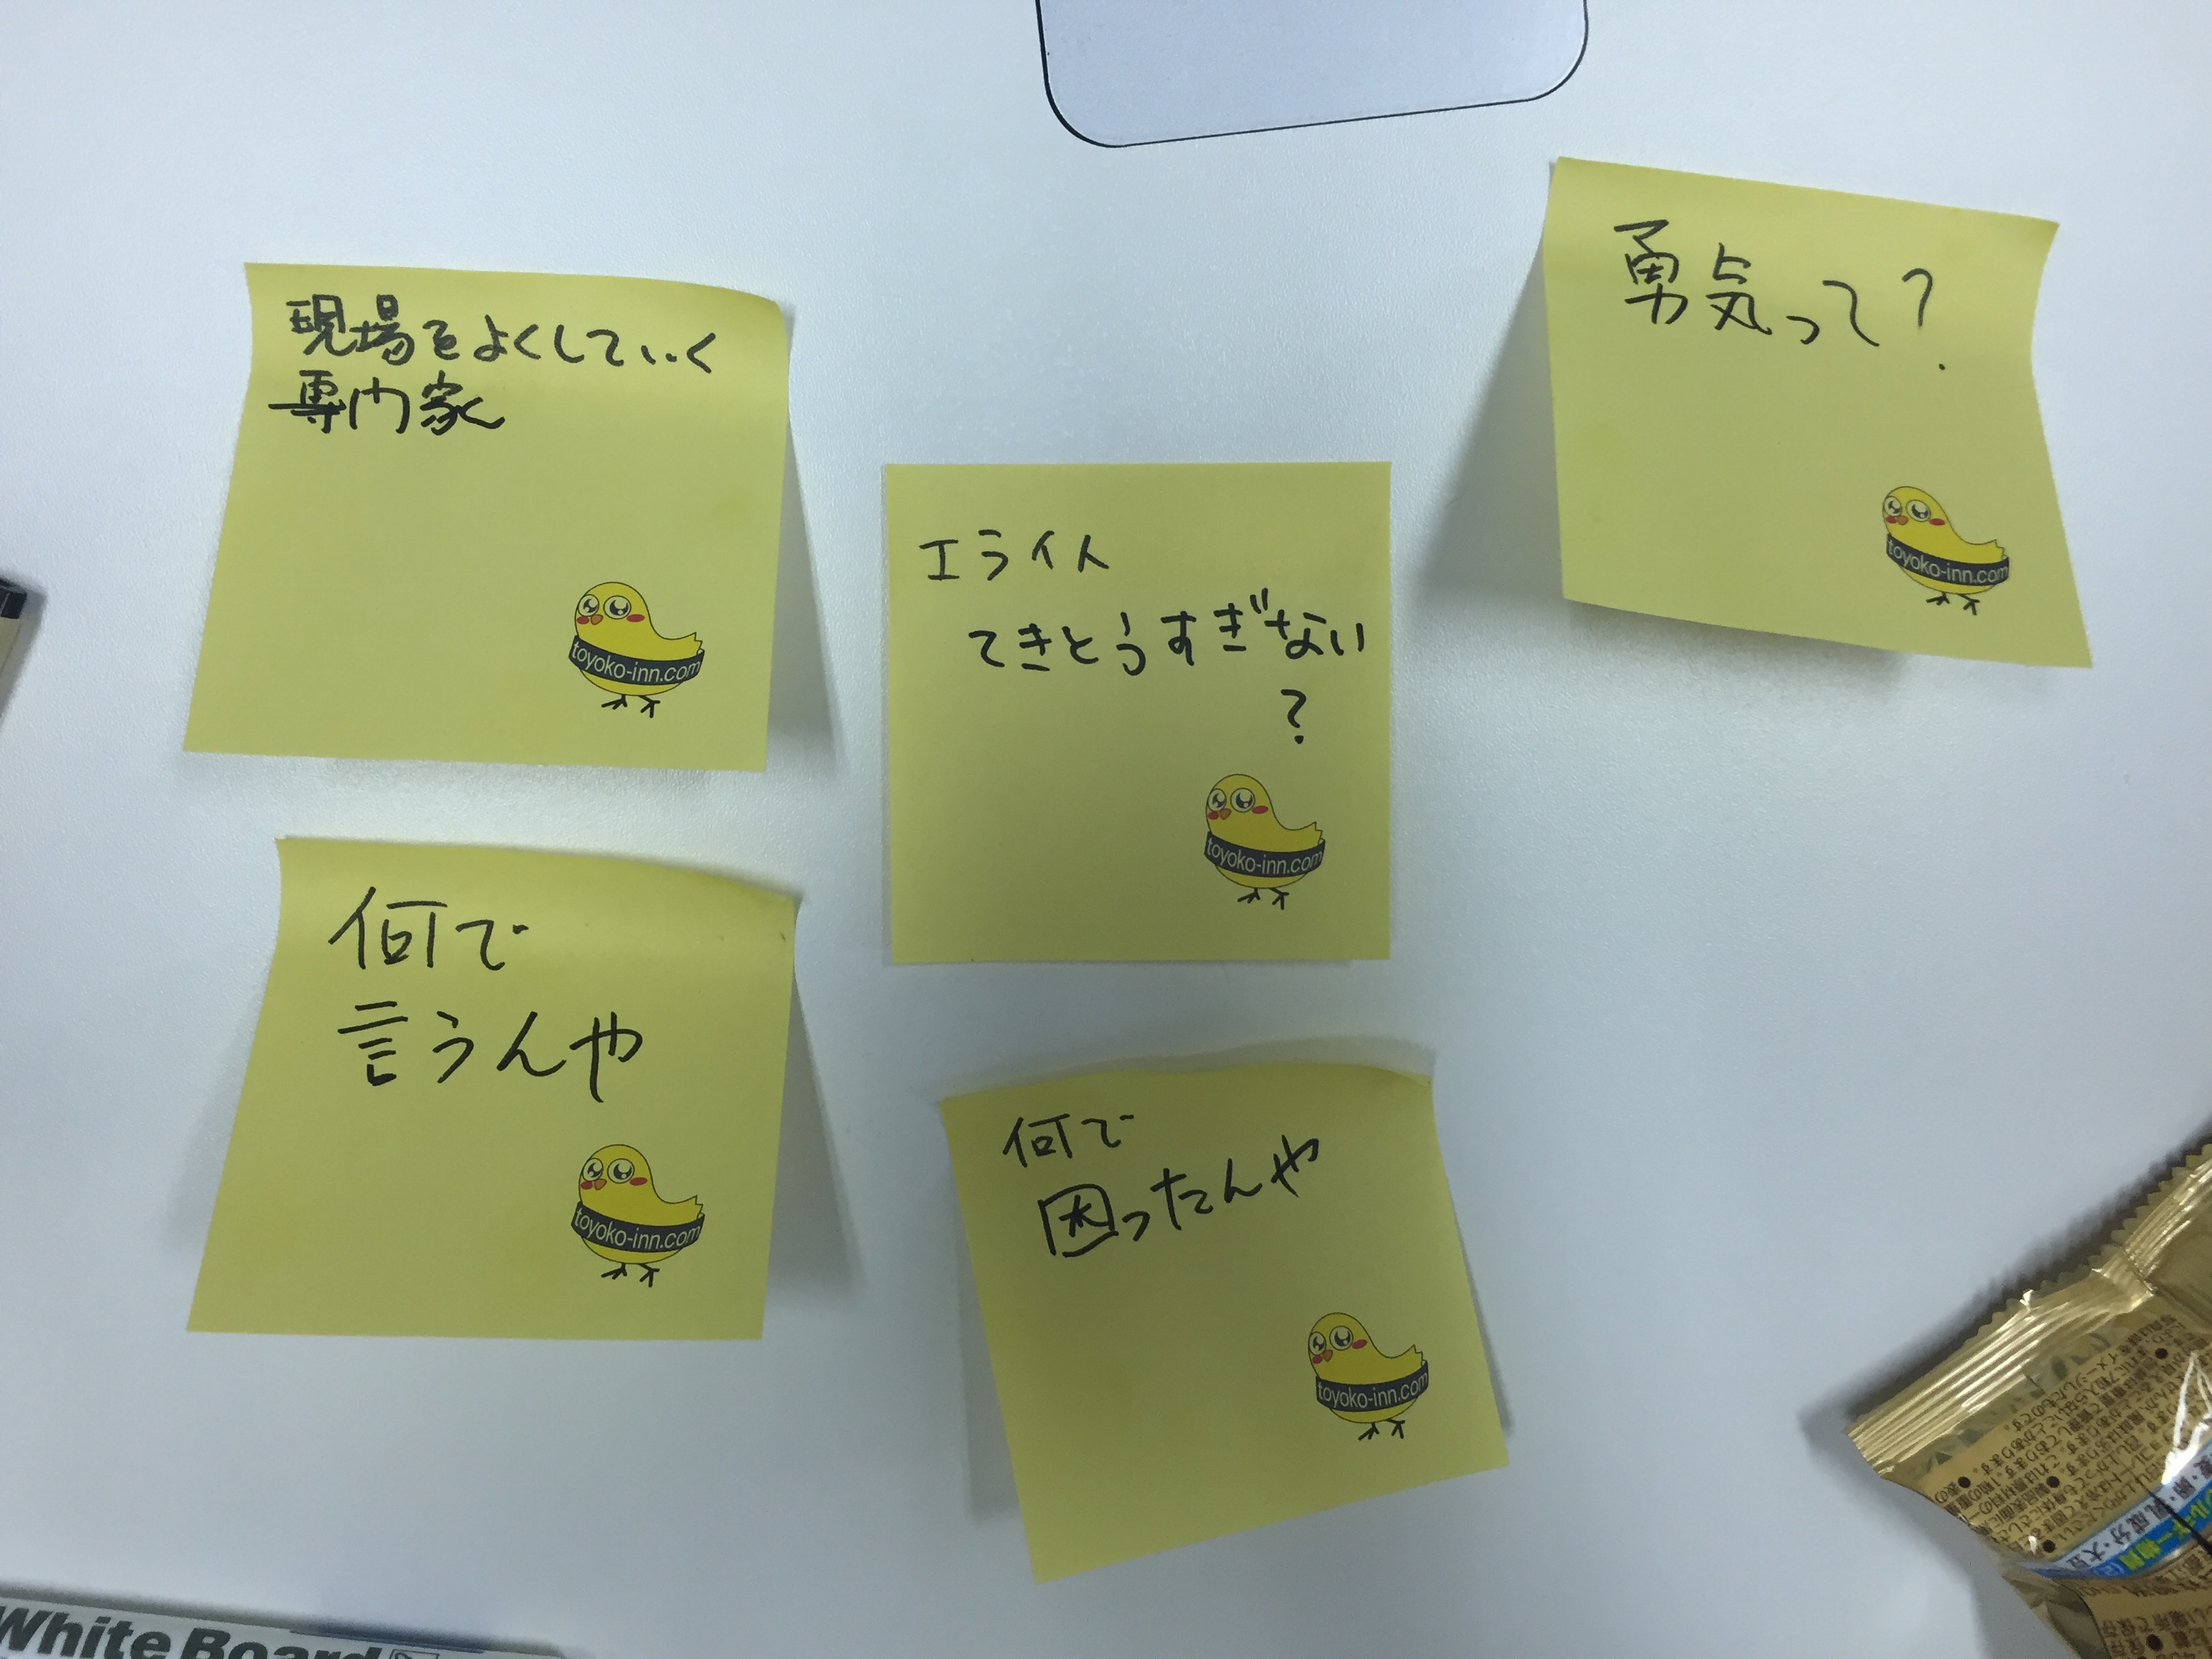 現場をよくしていく
専門家
toyoko-inn.com
エライ人
てきとうすぎない
?
toyoko-inn.com
勇気って?
toyoko-inn.com
何で
言うんや
toyoko-inn.com
何で
困ったんや
toyoko-inn.com
White Board